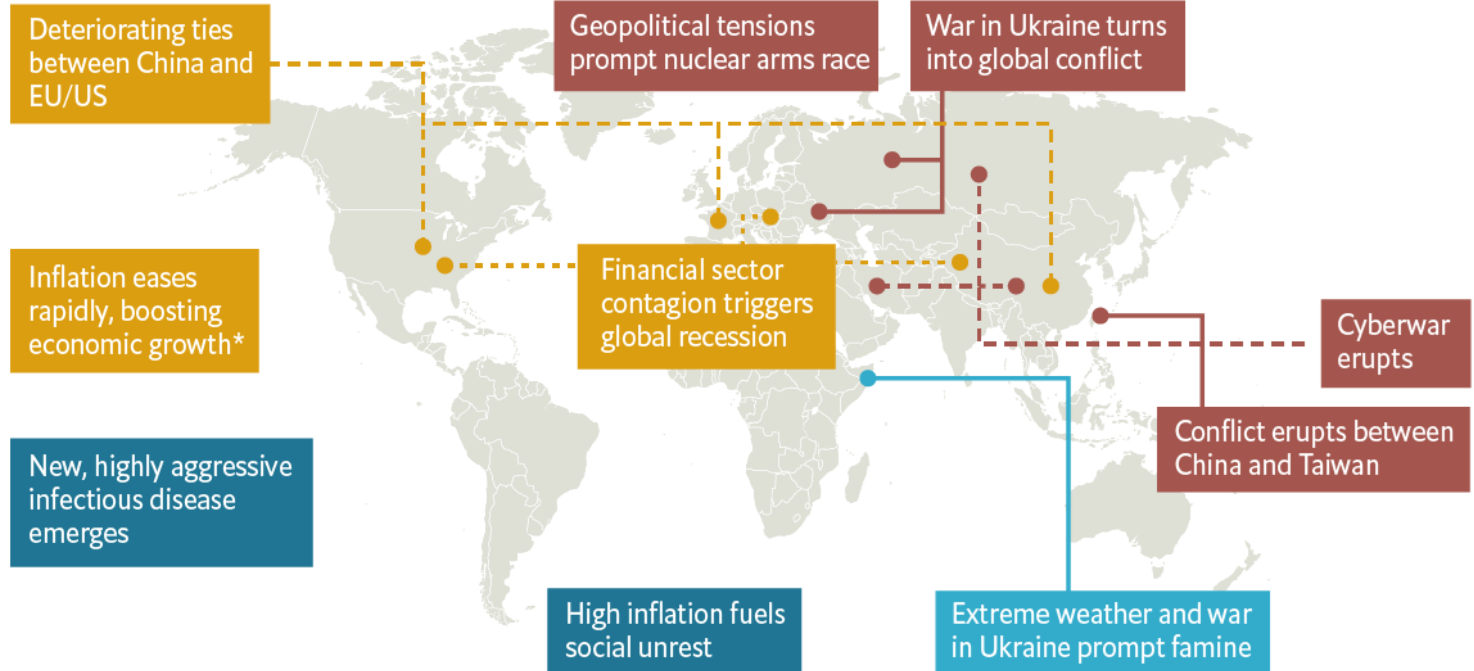 Deteriorating ties
between China and
EU/US
Geopolitical tensions
prompt nuclear arms race
War in Ukraine turns
into global conflict
Inflation eases
rapidly, boosting
economic growth*
Financial sector
contagion triggers
global recession
Cyberwar
erupts
Conflict erupts between
China and Taiwan
New, highly aggressive
infectious disease
emerges
High inflation fuels
social unrest
Extreme weather and war
in Ukraine prompt famine